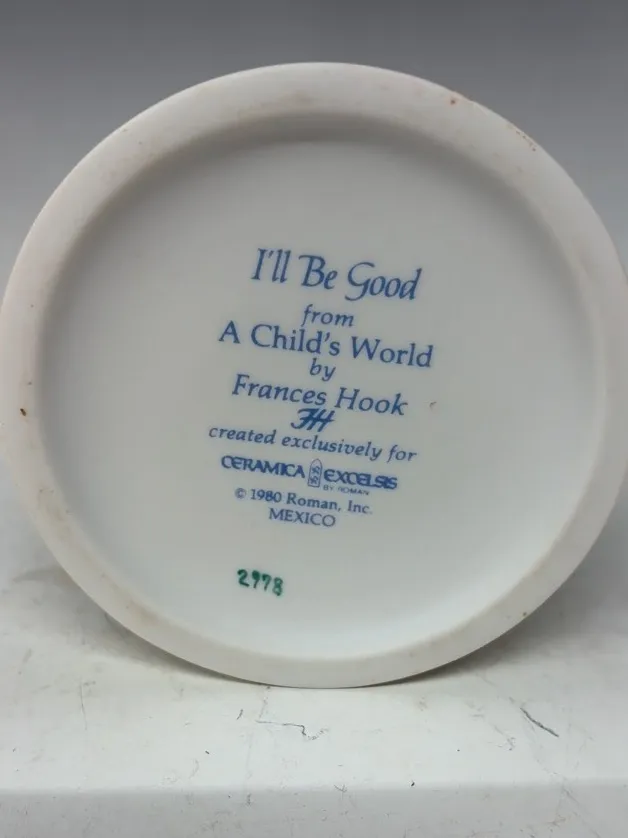 I'll Be Good
from
A Child's World
by
Frances Hook
FH
created exclusively for
CERAMICA EXCELSIS
BY ROMAN
© 1980 Roman, Inc.
MEXICO
2998